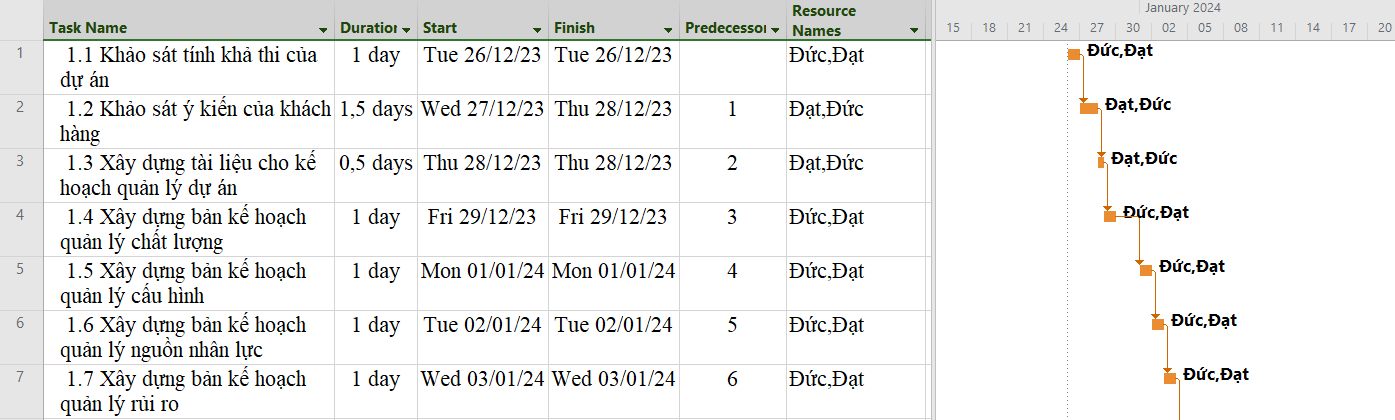 January 2024
Task Name Duration Start Finish Predecessor Resource Names
15 18 21 24 27 30 02 05 08 11 14 17 20
1 1.1 Khảo sát tính khả thi của 1 day Tue 26/12/23 Tue 26/12/23 Đức,Đạt Đức,Đạt
dự án
2 1.2 Khảo sát ý kiến của khách 1,5 days Wed 27/12/23 Thu 28/12/23 1 Đạt,Đức Đạt,Đức
hàng
3 1.3 Xây dựng tài liệu cho kế 0,5 days Thu 28/12/23 Thu 28/12/23 2 Đạt,Đức Đạt,Đức
hoạch quản lý dự án
4 1.4 Xây dựng bản kế hoạch 1 day Fri 29/12/23 Fri 29/12/23 3 Đức,Đạt Đức,Đạt
quản lý chất lượng
5 1.5 Xây dựng bản kế hoạch 1 day Mon 01/01/24 Mon 01/01/24 4 Đức,Đạt Đức,Đạt
quản lý cấu hình
6 1.6 Xây dựng bản kế hoạch 1 day Tue 02/01/24 Tue 02/01/24 5 Đức,Đạt Đức,Đạt
quản lý nguồn nhân lực
7 1.7 Xây dựng bản kế hoạch 1 day Wed 03/01/24 Wed 03/01/24 6 Đức,Đạt Đức,Đạt
quản lý rủi ro